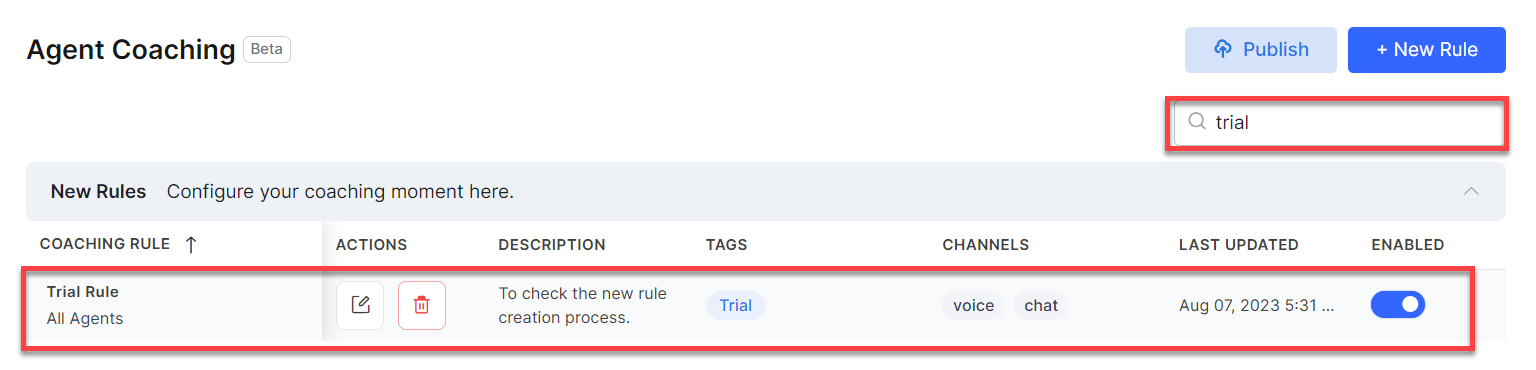 Agent Coaching Beta
Publish
+ New Rule
trial
New Rules Configure your coaching moment here.
COACHING RULE ↑ ACTIONS DESCRIPTION TAGS CHANNELS LAST UPDATED ENABLED
Trial Rule
All Agents
To check the new rule
creation process.
Trial
voice chat
Aug 07, 2023 5:31 ...